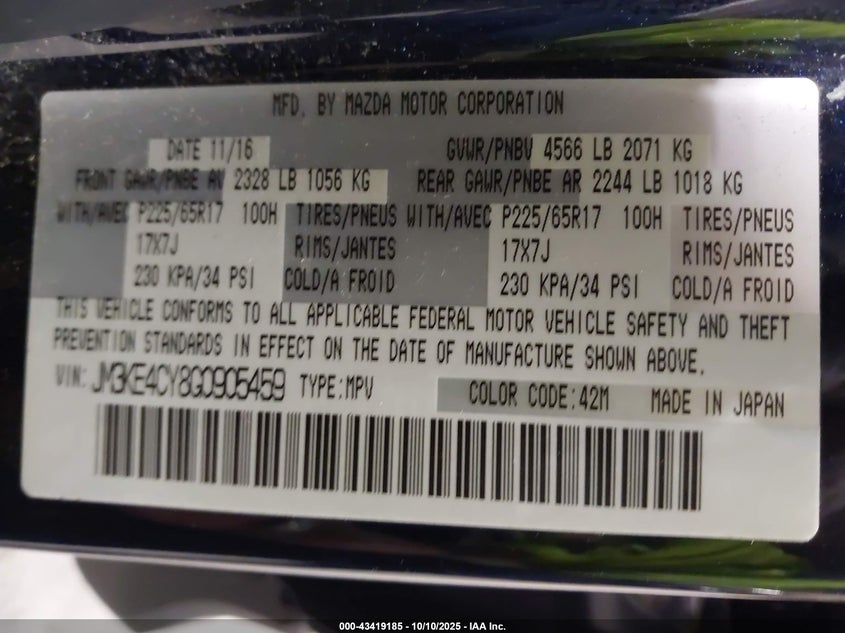 MFD. BY MAZDA MOTOR CORPORATION
DATE 11/16 GVWR/PNBV 4566 LB 2071 KG
FRONT GAWR/PNBE AV 2328 LB 1056 KG REAR GAWR/PNBE AR 2244 LB 1018 KG
WITH/AVEC P225/65R17 100H TIRES/PNEUS WITH/AVEC P225/65R17 100H TIRES/PNEUS
17X7J RIMS/JANTES 17X7J RIMS/JANTES
230 KPA/34 PSI COLD/A FROID 230 KPA/34 PSI COLD/A FROID
THIS VEHICLE CONFORMS TO ALL APPLICABLE FEDERAL MOTOR VEHICLE SAFETY AND THEFT
PREVENTION STANDARDS IN EFFECT ON THE DATE OF MANUFACTURE SHOWN ABOVE.
VIN: JM3KE4CY8G0905459 TYPE:MPV COLOR CODE:42M MADE IN JAPAN
000-43419185 - 10/10/2025 - IAA Inc.